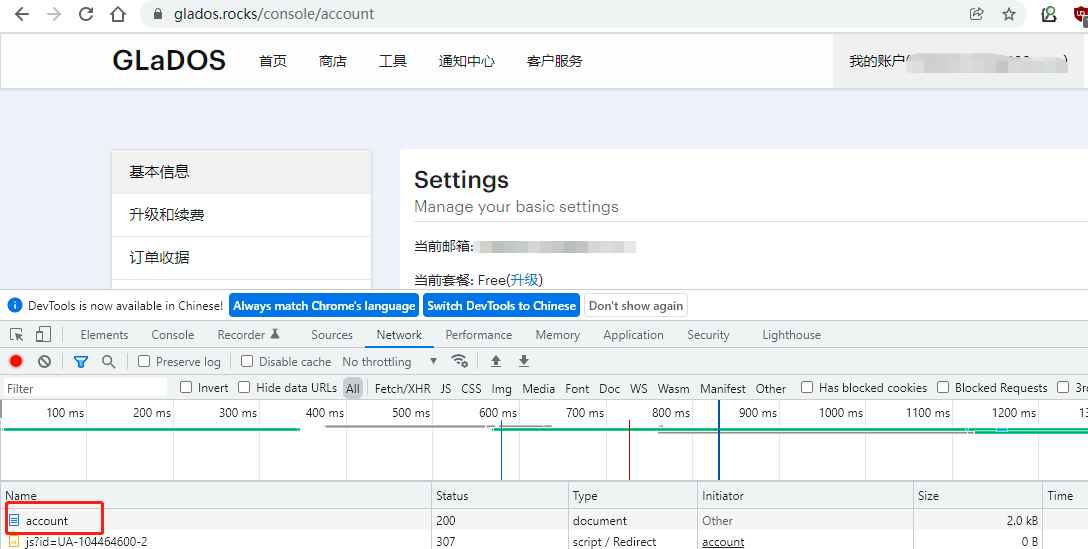 glados.rocks/console/account
GLaDOS 首页 商店 工具 通知中心 客户服务 我的账户( )
基本信息
升级和续费
订单收据
Settings
Manage your basic settings
当前邮箱:
当前套餐: Free(升级)
DevTools is now available in Chinese! Always match Chrome's language Switch DevTools to Chinese Don't show again
Elements Console Recorder Sources Network Performance Memory Application Security Lighthouse
Preserve log Disable cache No throttling
Filter Invert Hide data URLs All Fetch/XHR JS CSS Img Media Font Doc WS Wasm Manifest Other Has blocked cookies Blocked Requests 3r
100 ms 200 ms 300 ms 400 ms 500 ms 600 ms 700 ms 800 ms 900 ms 1000 ms 1100 ms 1200 ms 13
Name Status Type Initiator Size Time
account 200 document Other 2.0 kB
js?id=UA-104464600-2 307 script / Redirect account 0 B